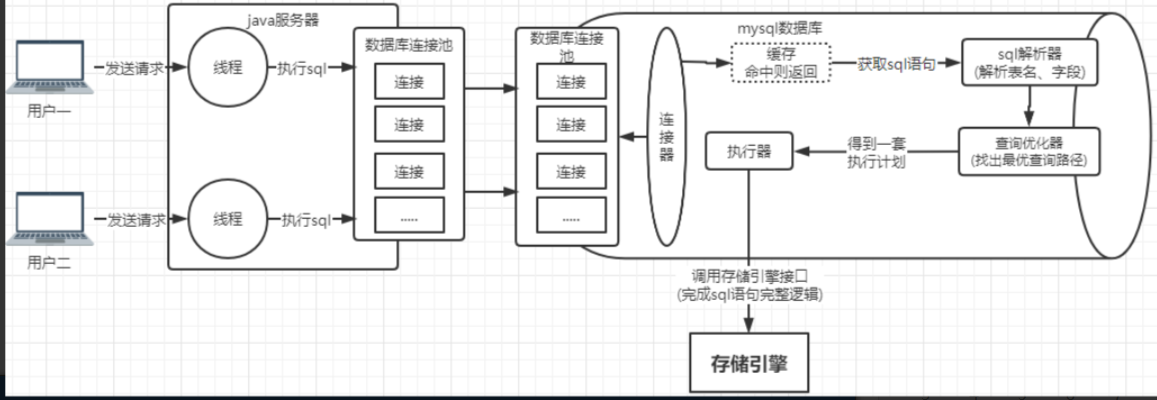 java服务器
mysql数据库
用户一
发送请求
线程
执行sql
数据库连接池
连接
连接
连接
.....
数据库连接
池
连接
连接
连接
.....
连
接
器
缓存
命中则返回
获取sql语句
sql解析器
(解析表名、字段)
查询优化器
(找出最优查询路径)
得到一套
执行计划
执行器
用户二
发送请求
线程
执行sql
调用存储引擎接口
(完成sql语句完整逻辑)
存储引擎